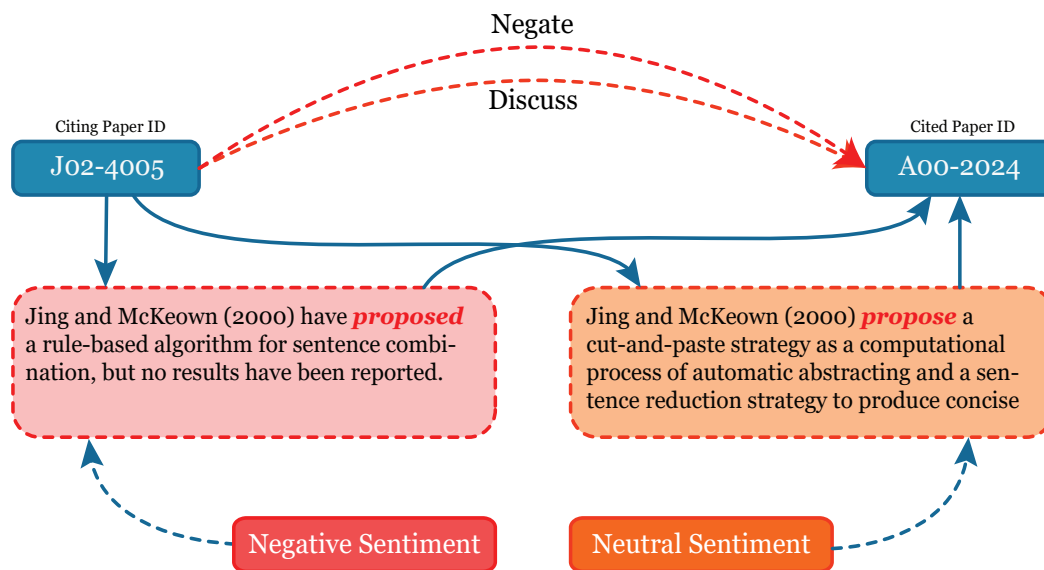 Negate
Discuss
Citing Paper ID
Cited Paper ID
J02-4005
A00-2024
Jing and McKeown (2000) have proposed
a rule-based algorithm for sentence combi-
nation, but no results have been reported.
Jing and McKeown (2000) propose a
cut-and-paste strategy as a computational
process of automatic abstracting and a sen-
tence reduction strategy to produce concise
Negative Sentiment
Neutral Sentiment